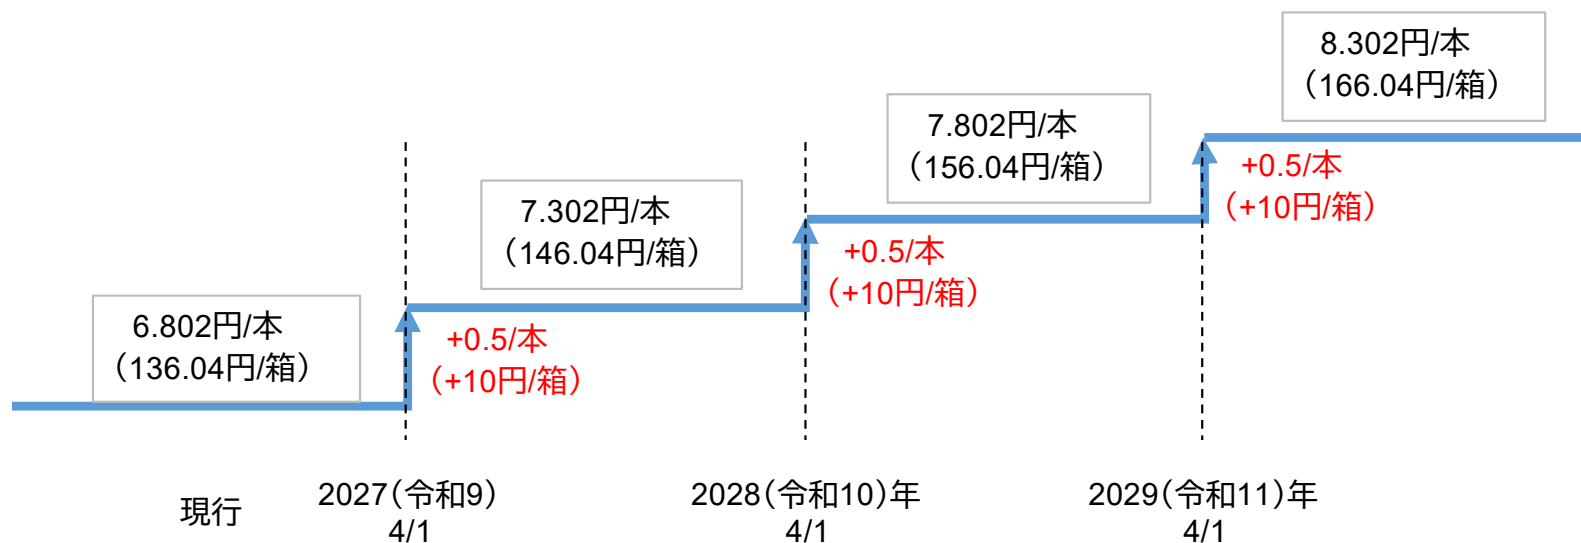 8.302円/本
（166.04円/箱）
7.802円/本
（156.04円/箱）
+0.5/本
（+10円/箱）
7.302円/本
（146.04円/箱）
+0.5/本
（+10円/箱）
6.802円/本
（136.04円/箱）
+0.5/本
（+10円/箱）
現行
2027（令和9）
4/1
2028（令和10）年
4/1
2029（令和11）年
4/1